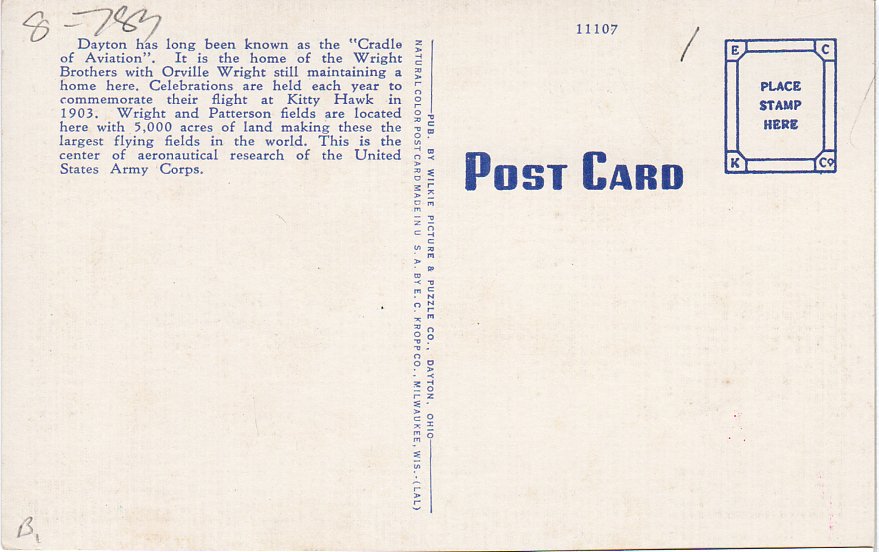 8-783
Dayton has long been known as the "Cradle
of Aviation". It is the home of the Wright
Brothers with Orville Wright still maintaining a
home here. Celebrations are held each year to
commemorate their flight at Kitty Hawk in
1903. Wright and Patterson fields are located
here with 5,000 acres of land making these the
largest flying fields in the world. This is the
center of aeronautical research of the United
States Army Corps.
B,
NATURAL COLOR POST CARD MADE IN U. S. A. BY E. C. KROPP CO., MILWAUKEE, WIS.-(LAL)
PUB. BY WILKIE PICTURE & PUZZLE CO., DAYTON, OHIO
11107
/
POST CARD
E C
PLACE
STAMP
HERE
K Co